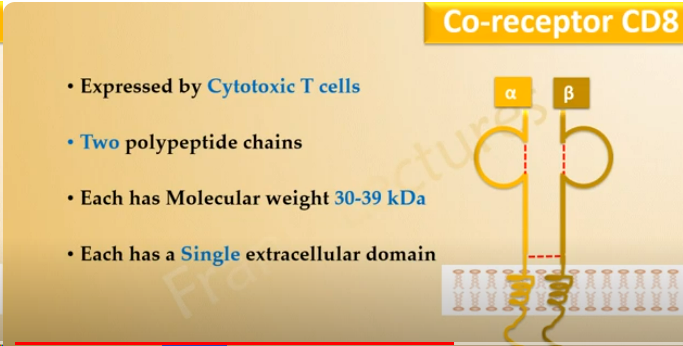 Co-receptor CD8
• Expressed by Cytotoxic T cells
• Two polypeptide chains
• Each has Molecular weight 30-39 kDa
• Each has a Single extracellular domain
α β